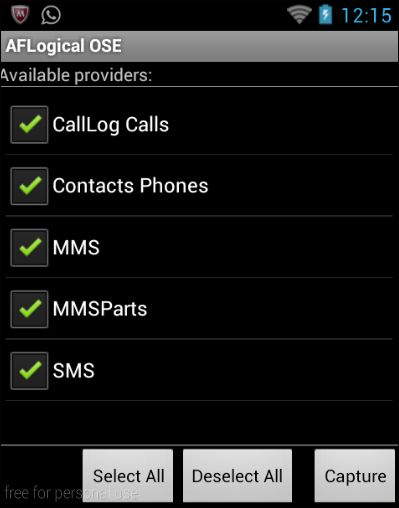 12:15
AFLogical OSE
Available providers:
CallLog Calls
Contacts Phones
MMS
MMSParts
SMS
Select All Deselect All Capture
free for personal use